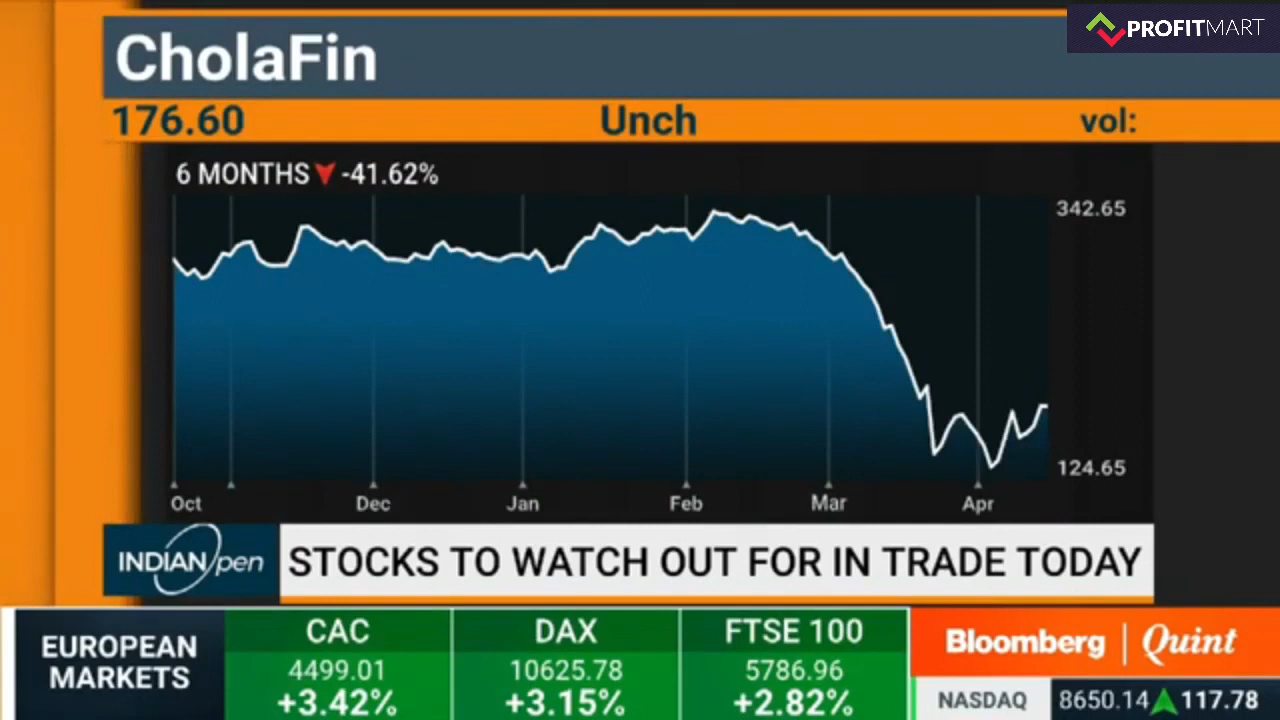 PROFITMART
CholaFin
176.60 Unch vol:
6 MONTHS -41.62%
342.65
124.65
Oct Dec Jan Feb Mar Apr
INDIAN Open
STOCKS TO WATCH OUT FOR IN TRADE TODAY
EUROPEAN
MARKETS
CAC
4499.01
+3.42%
DAX
10625.78
+3.15%
FTSE 100
5786.96
+2.82%
Bloomberg | Quint
NASDAQ 8650.14 117.78